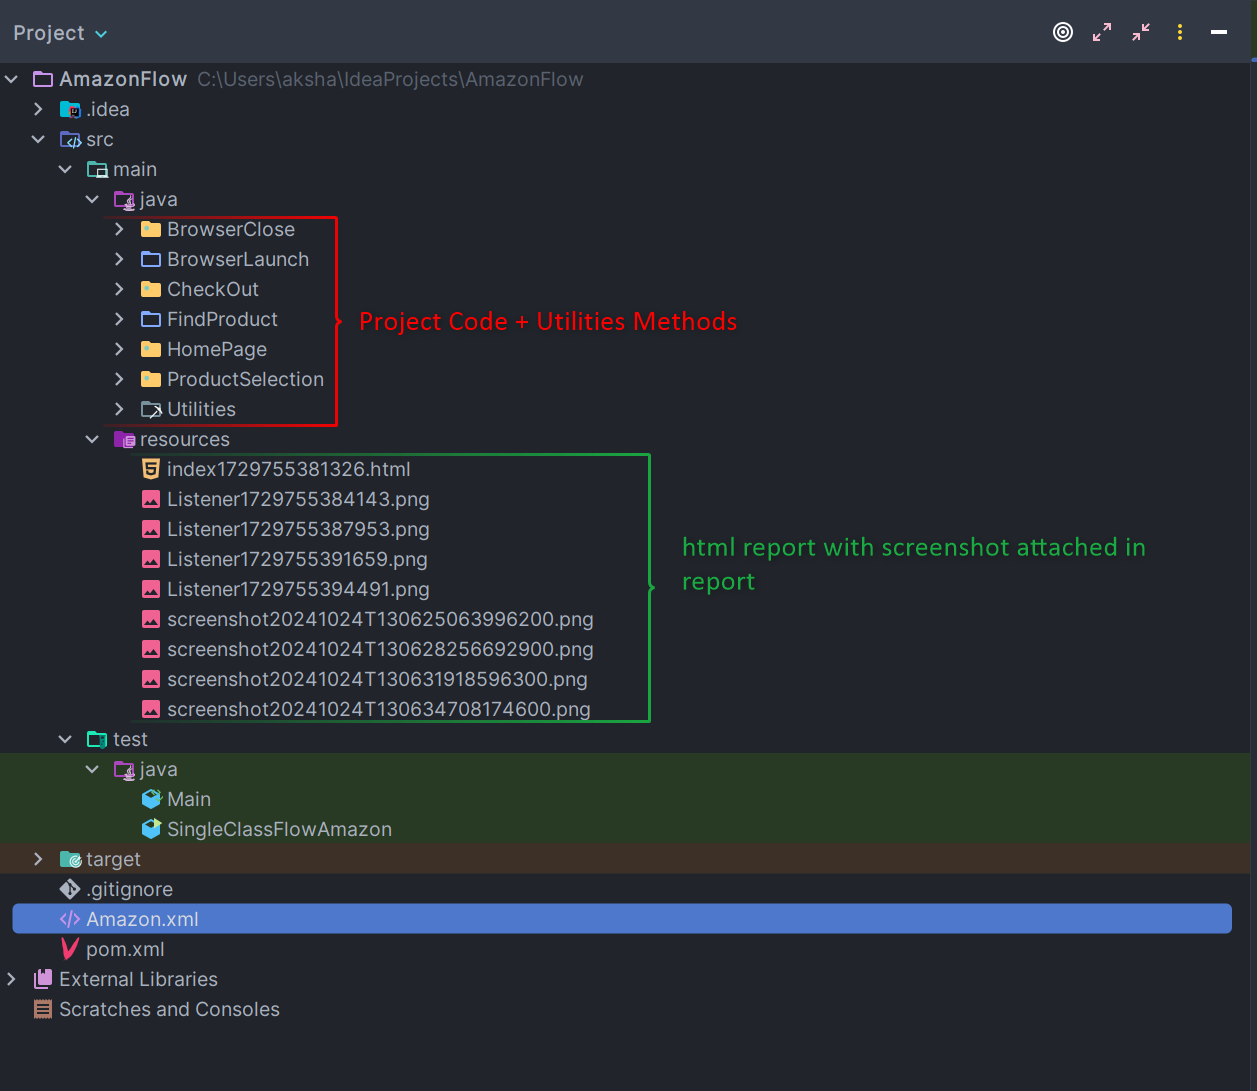 Project
AmazonFlow C:\Users\aksha\IdeaProjects\AmazonFlow
.idea
src
main
java
BrowserClose
BrowserLaunch
CheckOut
FindProduct
Project Code + Utilities Methods
HomePage
ProductSelection
Utilities
resources
index1729755381326.html
Listener1729755384143.png
Listener1729755387953.png
Listener1729755391659.png
Listener1729755394491.png
html report with screenshot attached in
report
screenshot20241024T130625063996200.png
screenshot20241024T130628256692900.png
screenshot20241024T130631918596300.png
screenshot20241024T130634708174600.png
test
java
Main
SingleClassFlowAmazon
target
.gitignore
Amazon.xml
pom.xml
External Libraries
Scratches and Consoles